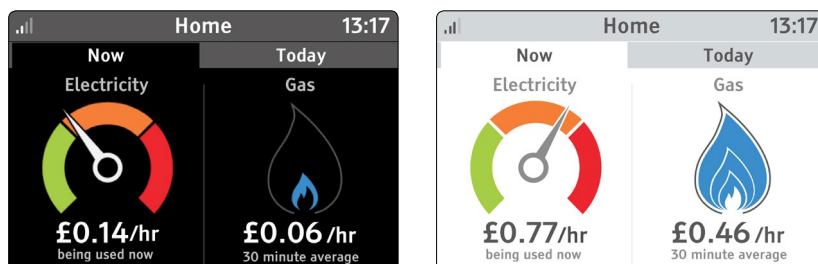 Home 13:17
Now Today
Electricity Gas
£0.14/hr £0.06 /hr
being used now 30 minute average
Home 13:17
Now Today
Electricity Gas
£0.77/hr £0.46 /hr
being used now 30 minute average